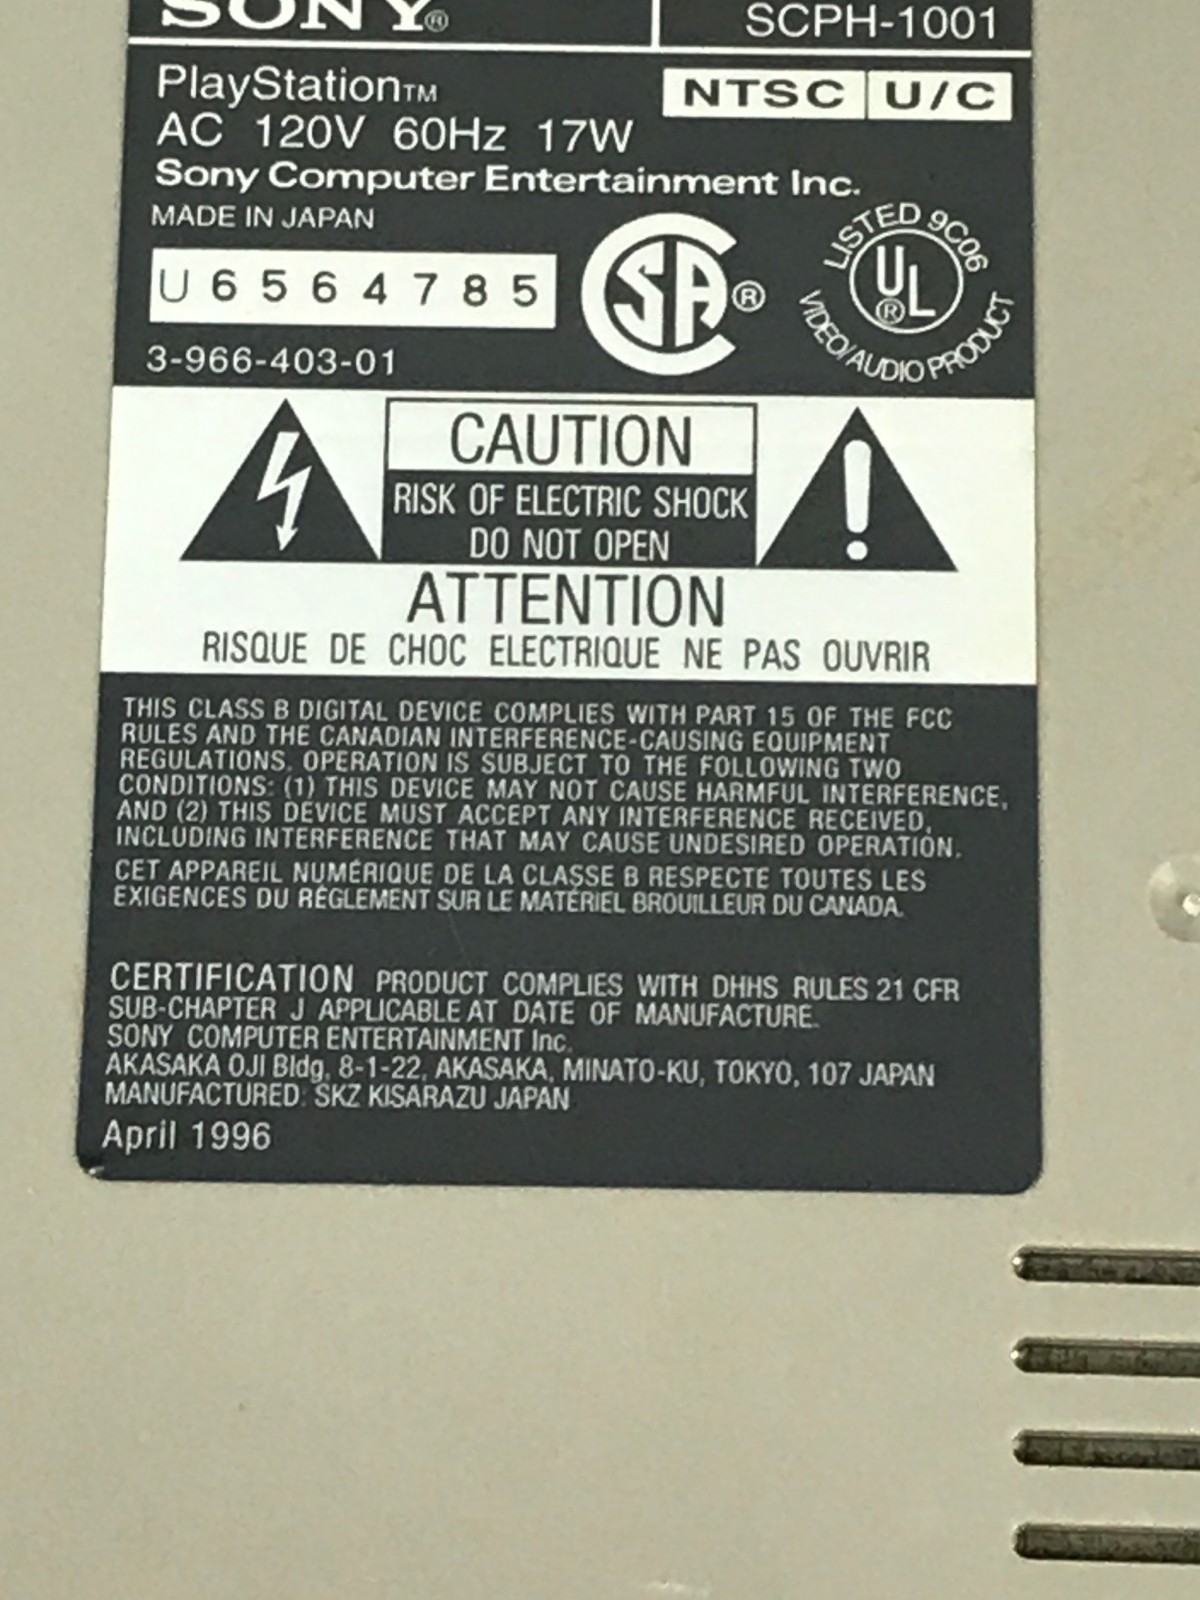 SONY®
SCPH-1001
PlayStation™
NTSC U/C
AC 120V 60Hz 17W
Sony Computer Entertainment Inc.
MADE IN JAPAN
U6564785
3-966-403-01
SA®
LISTED 9C06
UL®
VIDEO/AUDIO PRODUCT
CAUTION
RISK OF ELECTRIC SHOCK
DO NOT OPEN
ATTENTION
RISQUE DE CHOC ELECTRIQUE NE PAS OUVRIR
THIS CLASS B DIGITAL DEVICE COMPLIES WITH PART 15 OF THE FCC
RULES AND THE CANADIAN INTERFERENCE-CAUSING EQUIPMENT
REGULATIONS. OPERATION IS SUBJECT TO THE FOLLOWING TWO
CONDITIONS: (1) THIS DEVICE MAY NOT CAUSE HARMFUL INTERFERENCE,
AND (2) THIS DEVICE MUST ACCEPT ANY INTERFERENCE RECEIVED,
INCLUDING INTERFERENCE THAT MAY CAUSE UNDESIRED OPERATION.
CET APPAREIL NUMÉRIQUE DE LA CLASSE B RESPECTE TOUTES LES
EXIGENCES DU RÉGLEMENT SUR LE MATÉRIEL BROUILLEUR DU CANADA.
CERTIFICATION PRODUCT COMPLIES WITH DHHS RULES 21 CFR
SUB-CHAPTER J APPLICABLE AT DATE OF MANUFACTURE.
SONY COMPUTER ENTERTAINMENT Inc.
AKASAKA OJI Bldg, 8-1-22, AKASAKA, MINATO-KU, TOKYO, 107 JAPAN
MANUFACTURED: SKZ KISARAZU JAPAN
April 1996